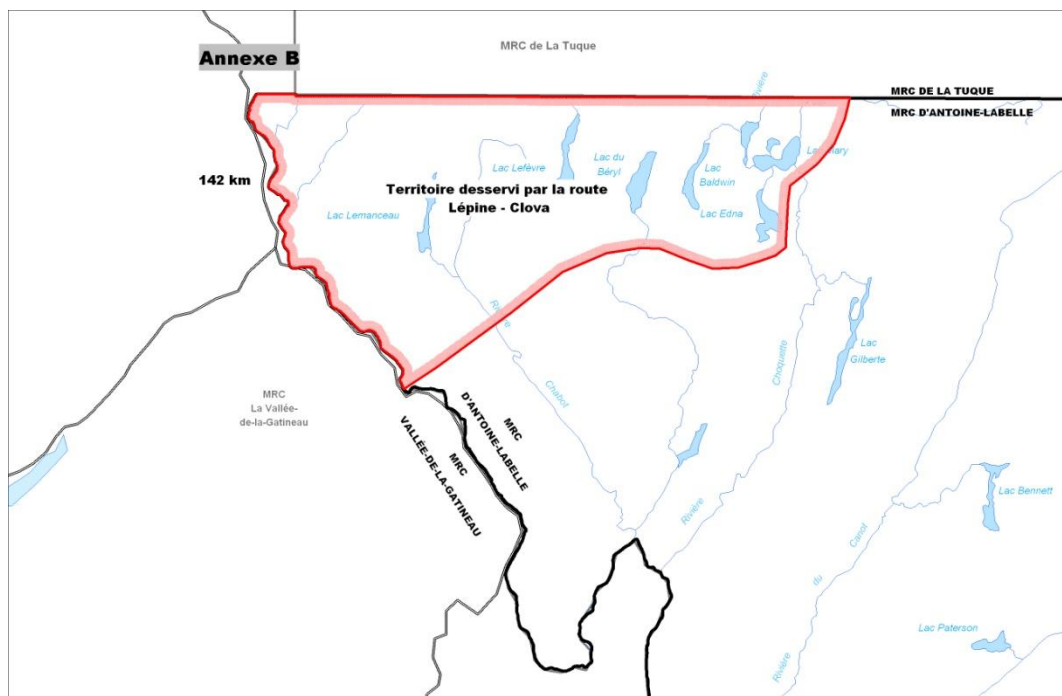 MRC de La Tuque
Annexe B
MRC DE LA TUQUE
MRC D'ANTOINE-LABELLE
Lac Lefèvre
Lac du
Béryl
Lac
Baldwin
142 km
Territoire desservi par la route
Lépine - Clova
Lac Lemanceau
Lac Edna
Rivière
Chabot
Choquette
Rivière
Lac
Gilberte
MRC
La Vallée-
de-la-Gatineau
MRC
D'ANTOINE-LABELLE
MRC
VALLÉE-DE-LA-GATINEAU
Lac Bennett
Rivière
du
Canot
Lac Paterson